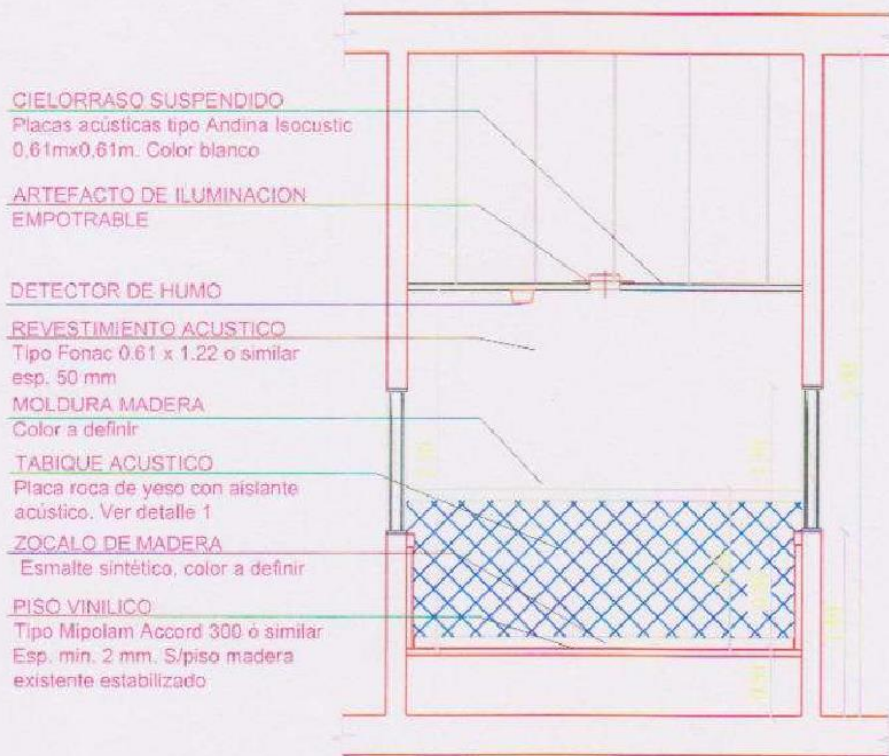 CIELORRASO SUSPENDIDO
Placas acústicas tipo Andina Isocustic
0,61mx0,61m. Color blanco
ARTEFACTO DE ILUMINACION
EMPOTRABLE
DETECTOR DE HUMO
REVESTIMIENTO ACUSTICO
Tipo Fonac 0.61 x 1.22 o similar
esp. 50 mm
MOLDURA MADERA
Color a definir
TABIQUE ACUSTICO
Placa roca de yeso con aislante
acústico. Ver detalle 1
ZOCALO DE MADERA
Esmalte sintético, color a definir
PISO VINILICO
Tipo Mipolam Accord 300 ó similar
Esp. min. 2 mm. S/piso madera
existente estabilizado